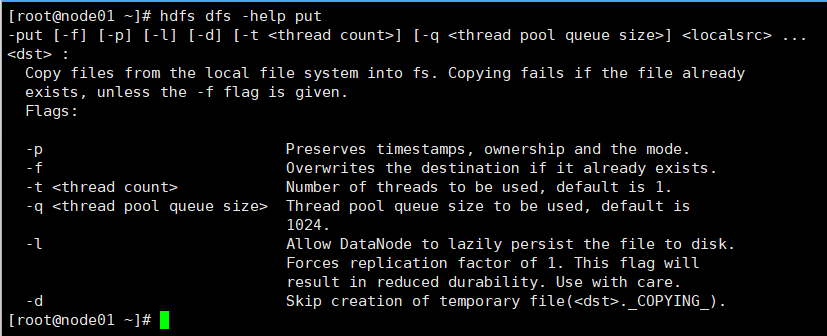 [root@node01 ~]# hdfs dfs -help put
-put [-f] [-p] [-l] [-d] [-t <thread count>] [-q <thread pool queue size>] <localsrc> ...
<dst> :
  Copy files from the local file system into fs. Copying fails if the file already
  exists, unless the -f flag is given.
  Flags:

  -p                             Preserves timestamps, ownership and the mode.
  -f                             Overwrites the destination if it already exists.
  -t <thread count>              Number of threads to be used, default is 1.
  -q <thread pool queue size>    Thread pool queue size to be used, default is
                                 1024.
  -l                             Allow DataNode to lazily persist the file to disk.
                                 Forces replication factor of 1. This flag will
                                 result in reduced durability. Use with care.
  -d                             Skip creation of temporary file(<dst>._COPYING_).
[root@node01 ~]#